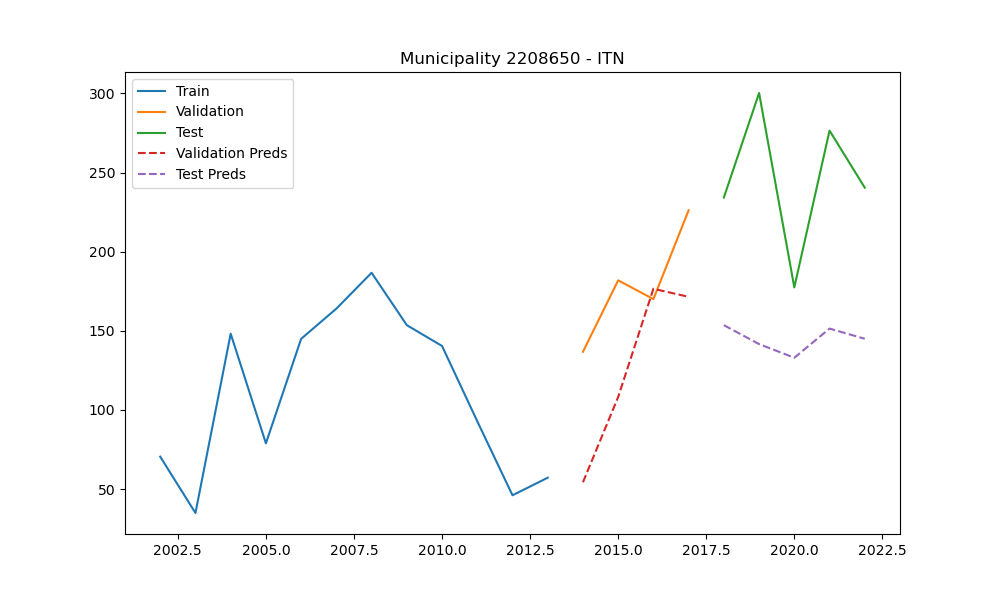 Municipality 2208650 - ITN
Train
Validation
Test
Validation Preds
Test Preds
300
250
200
150
100
50
2002.5 2005.0 2007.5 2010.0 2012.5 2015.0 2017.5 2020.0 2022.5